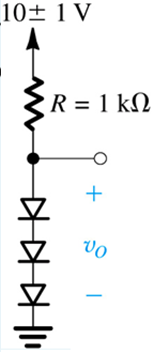 10± 1 V
R = 1 kΩ
+
vO
−